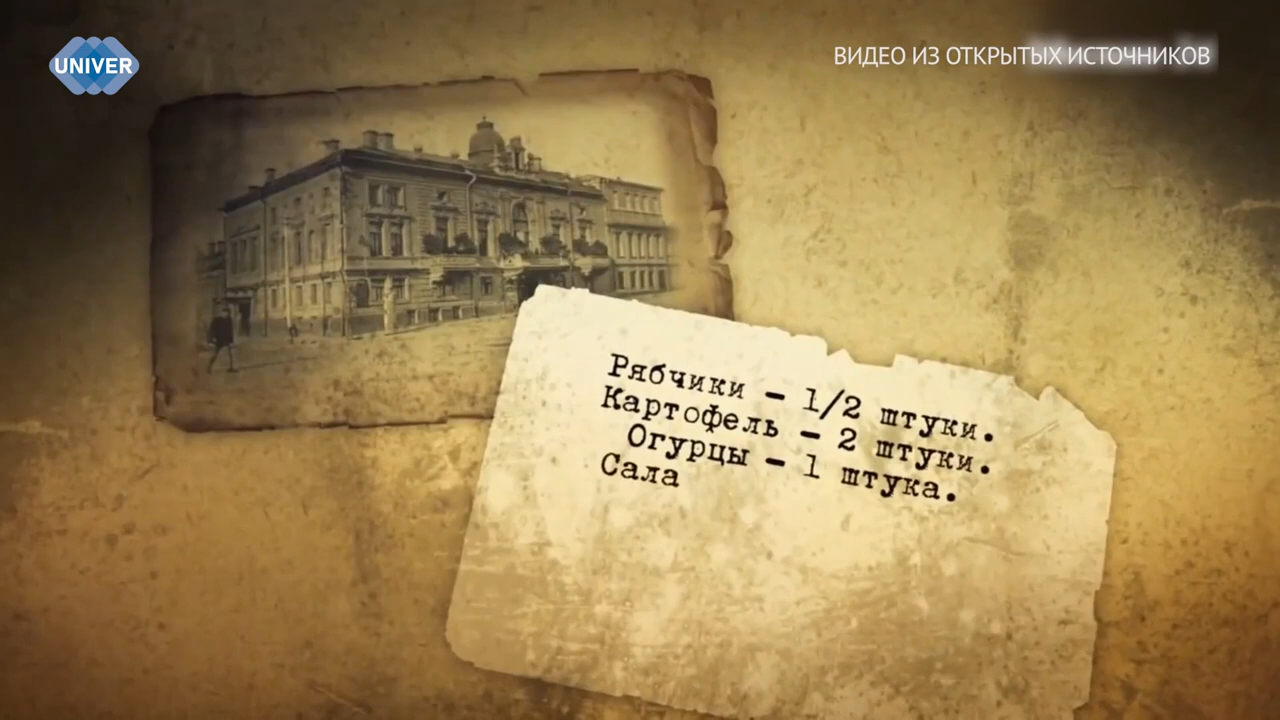 UNIVER
ВИДЕО ИЗ ОТКРЫТЫХ ИСТОЧНИКОВ
Рябчики – 1/2 штуки.
Картофель – 2 штуки.
Огурцы – 1 штука.
Сала